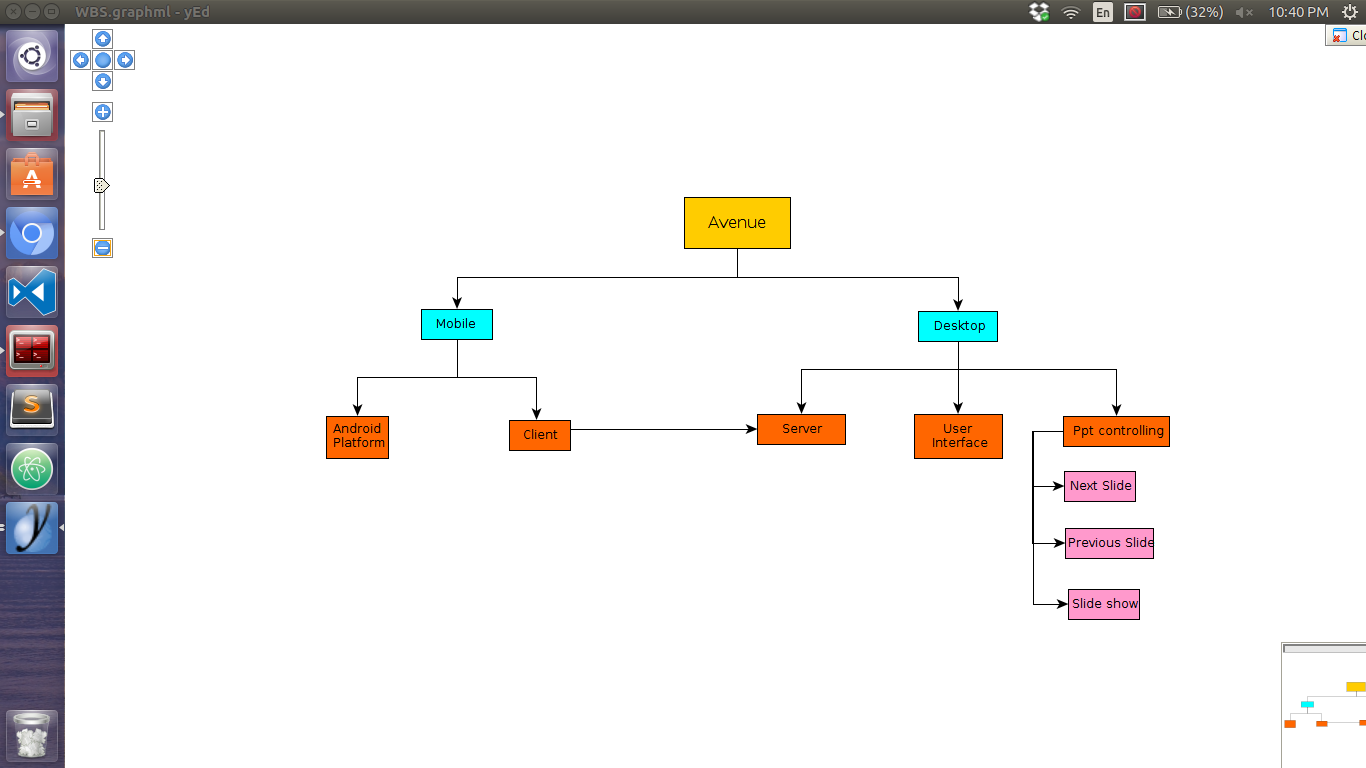 WBS.graphml - yEd
En
(32%)
10:40 PM
Avenue
Mobile
Desktop
Android
Platform
Client
Server
User
Interface
Ppt controlling
Next Slide
Previous Slide
Slide show